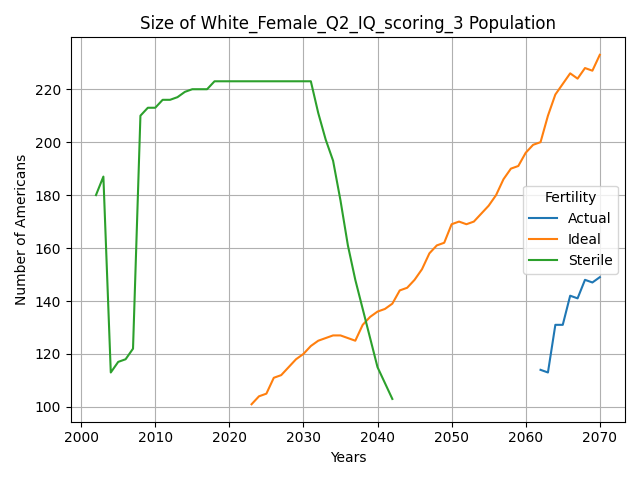 Size of White_Female_Q2_IQ_scoring_3 Population
Number of Americans
220
200
180
160
140
120
100
Fertility
Actual
Ideal
Sterile
2000 2010 2020 2030 2040 2050 2060 2070
Years